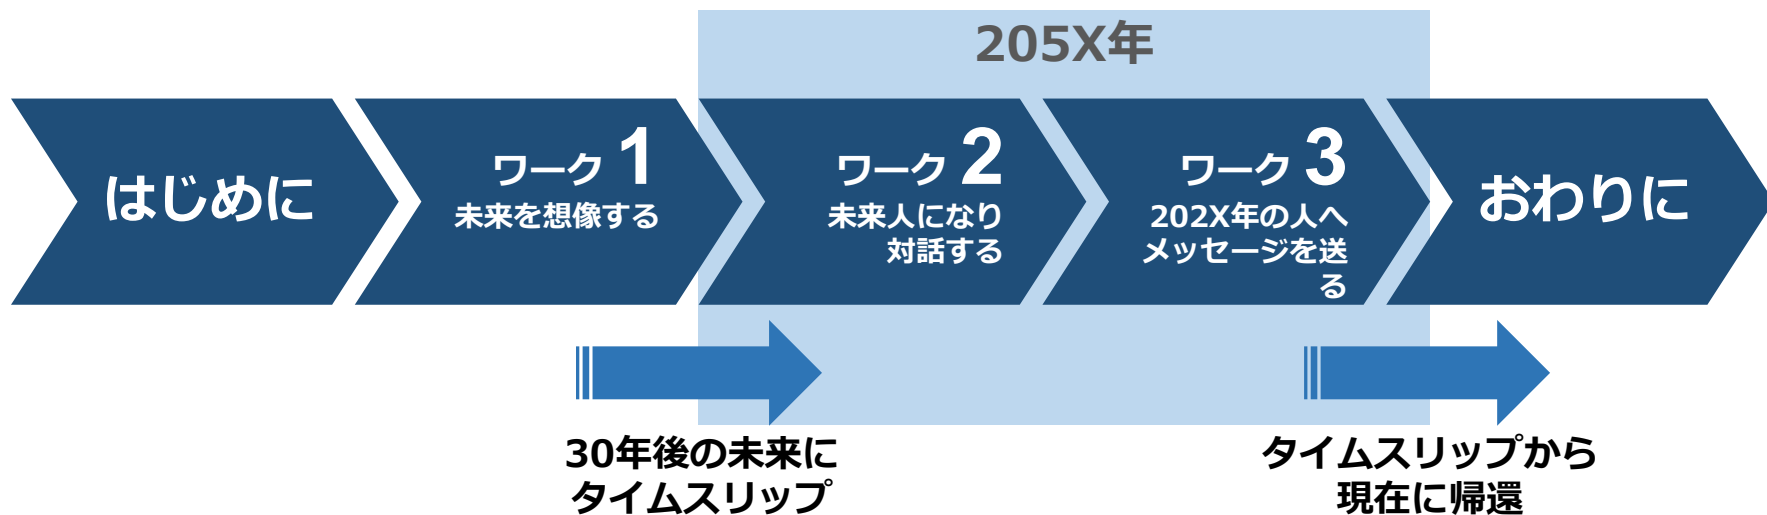 205X年
はじめに
ワーク 1
未来を想像する
ワーク 2
未来人になり
対話する
ワーク 3
202X年の人へ
メッセージを送
る
おわりに
30年後の未来に
タイムスリップ
タイムスリップから
現在に帰還